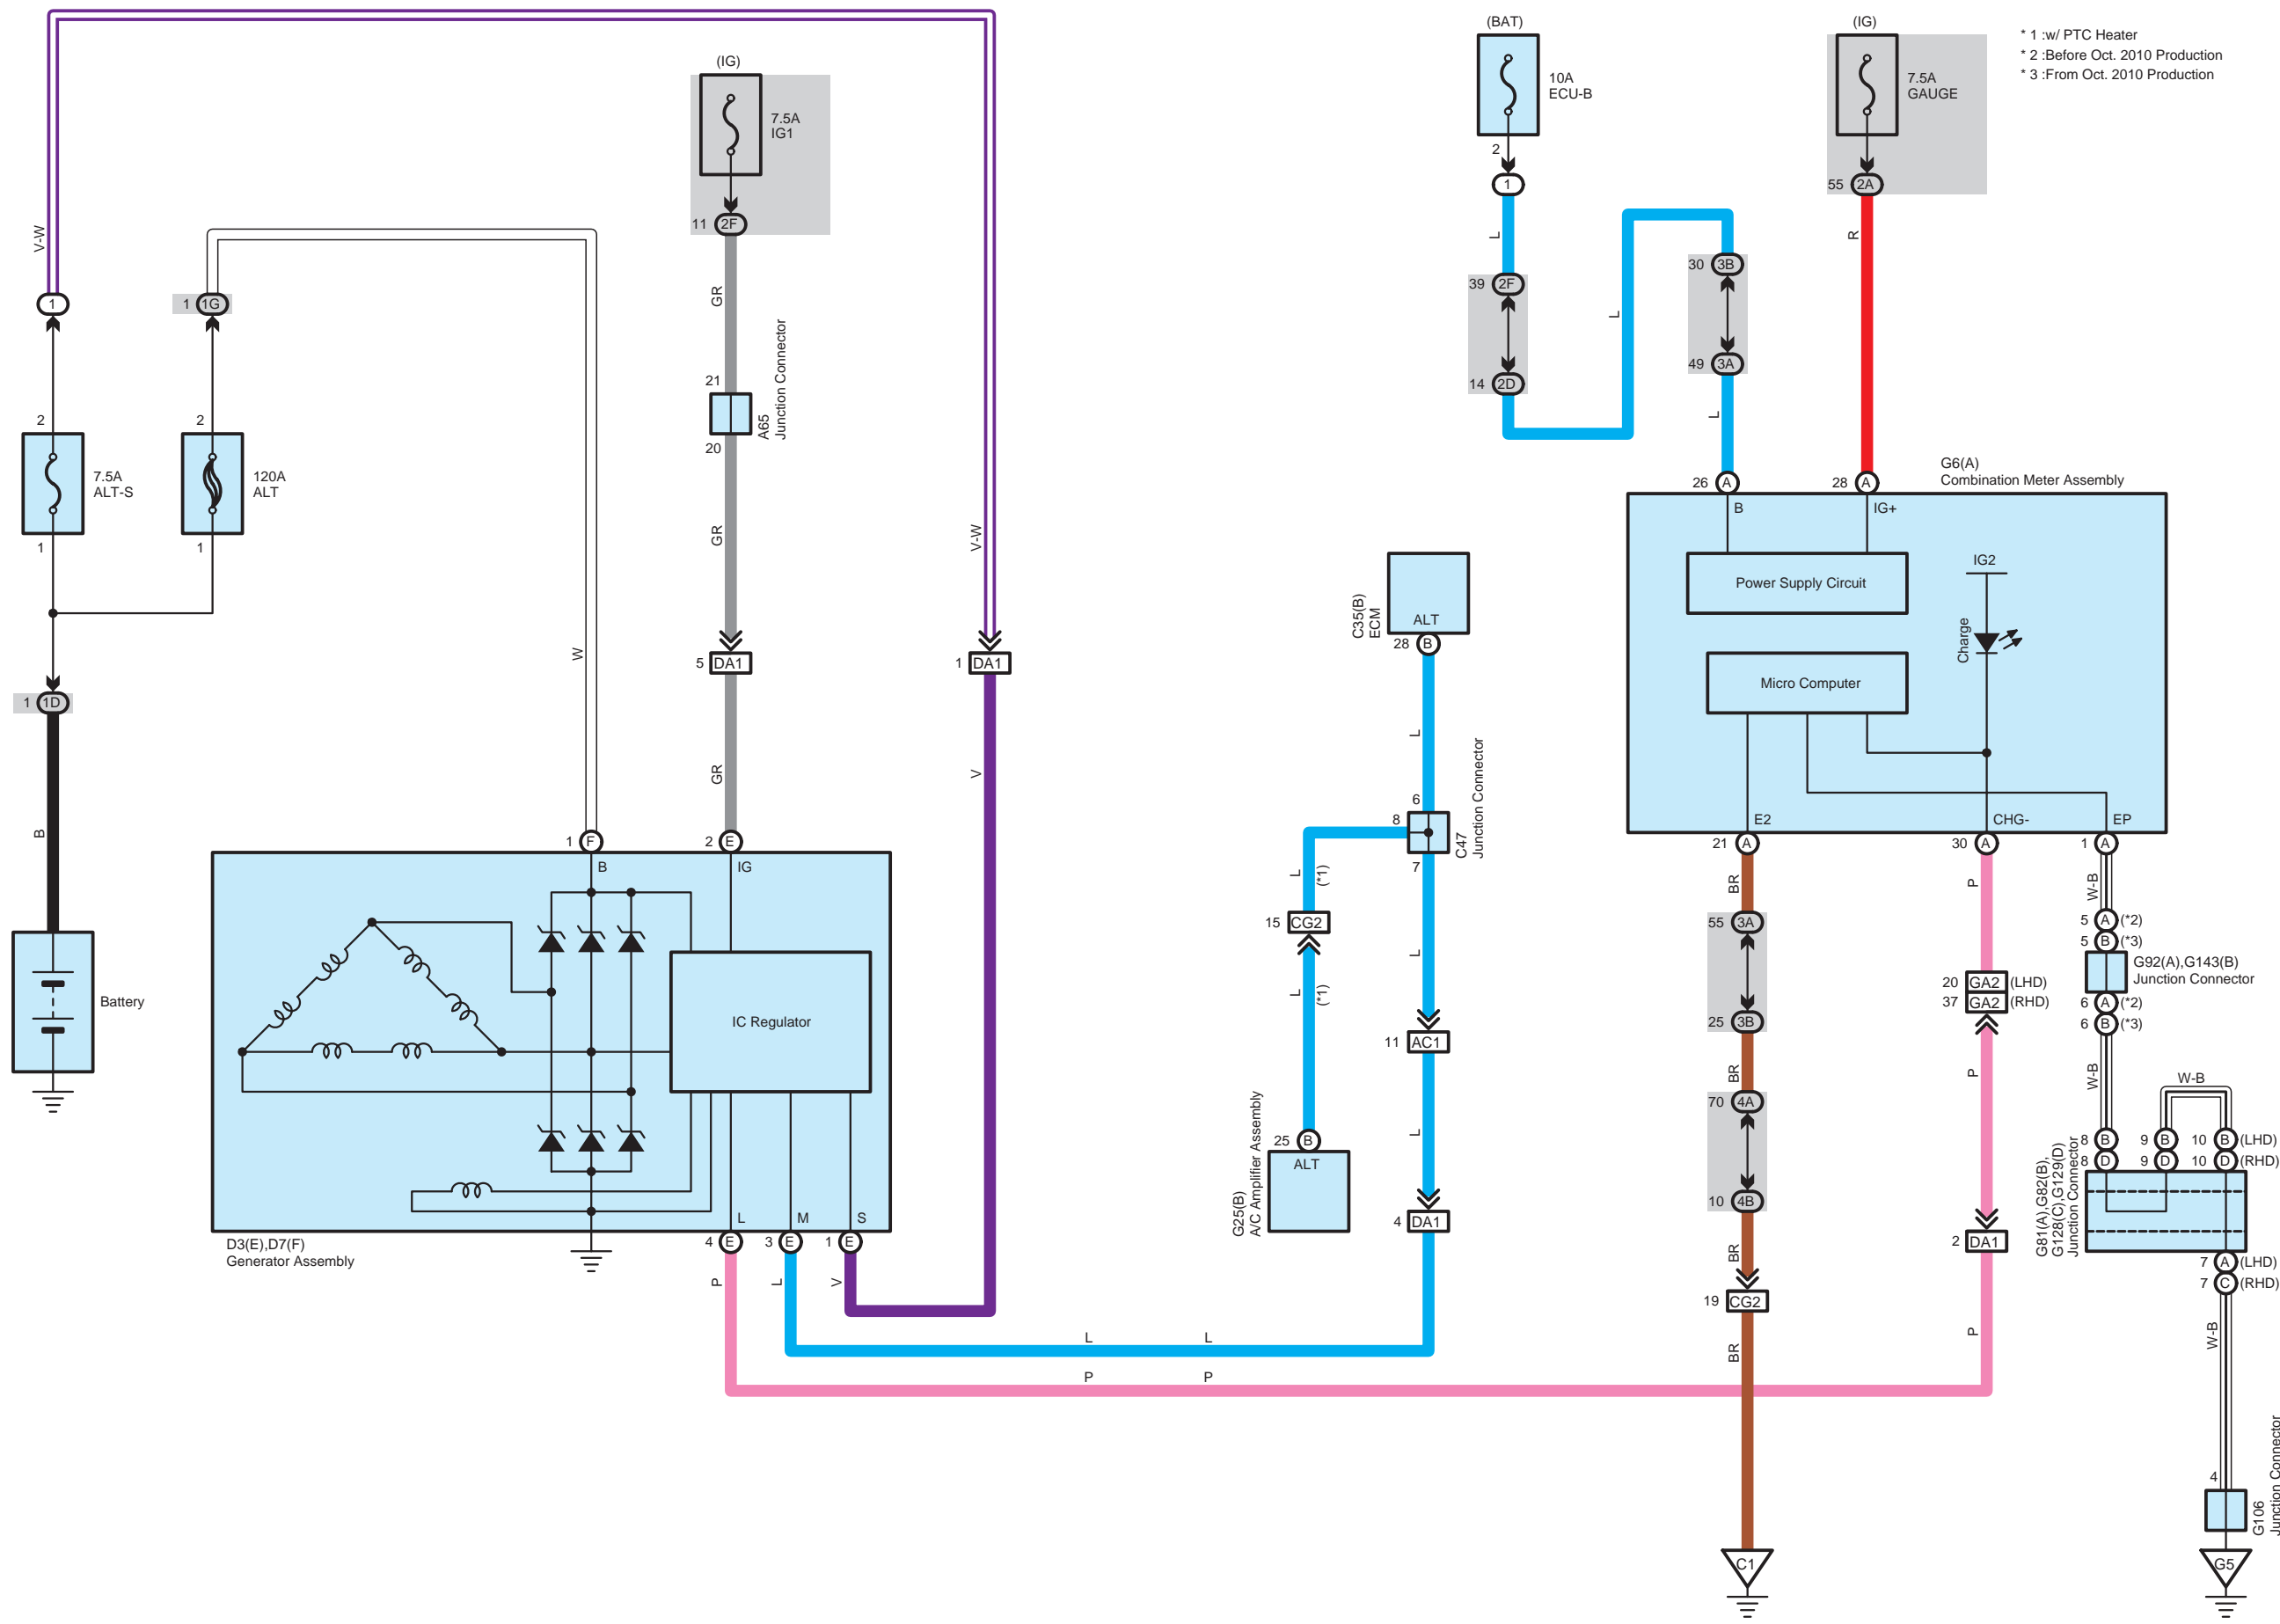 (BAT)
(IG)
* 1 :w/ PTC Heater
* 2 :Before Oct. 2010 Production
* 3 :From Oct. 2010 Production
(IG)
10A
ECU-B
7.5A
GAUGE
7.5A
IG1
2
1
55 2A
11 2F
V-W
L
R
1
1 1G
GR
39 2F
30 3B
L
Junction Connector
A65
21
20
14 2D
49 3A
L
2
2
7.5A
ALT-S
120A
ALT
1
1
G6(A)
Combination Meter Assembly
26 A
28 A
B
IG+
GR
V-W
Power Supply Circuit
IG2
C35(B)
ECM
ALT
28 B
Charge
W
5 DA1
1 DA1
Micro Computer
1 1D
L
GR
V
B
6
8
7
C47
Junction Connector
E2
CHG-
EP
1 F
2 E
21 A
30 A
1 A
B
IG
L
(*1)
BR
P
W-B
15 CG2
55 3A
5 A (*2)
5 B (*3)
G92(A),G143(B)
Junction Connector
L
L
(*1)
20 GA2 (LHD)
37 GA2 (RHD)
6 A (*2)
6 B (*3)
Battery
IC Regulator
25 3B
11 AC1
BR
P
W-B
W-B
70 4A
G25(B)
A/C Amplifier Assembly
25 B
ALT
L
8 B
9 B
10 B (LHD)
8 D
9 D
10 D (RHD)
G81(A),G82(B),
G128(C),G129(D)
Junction Connector
10 4B
L
M
S
4 DA1
D3(E),D7(F)
Generator Assembly
4 E
3 E
1 E
BR
2 DA1
7 A (LHD)
7 C (RHD)
P
L
V
19 CG2
L
L
BR
P
W-B
P
P
4
G106
Junction Connector
C1
G5